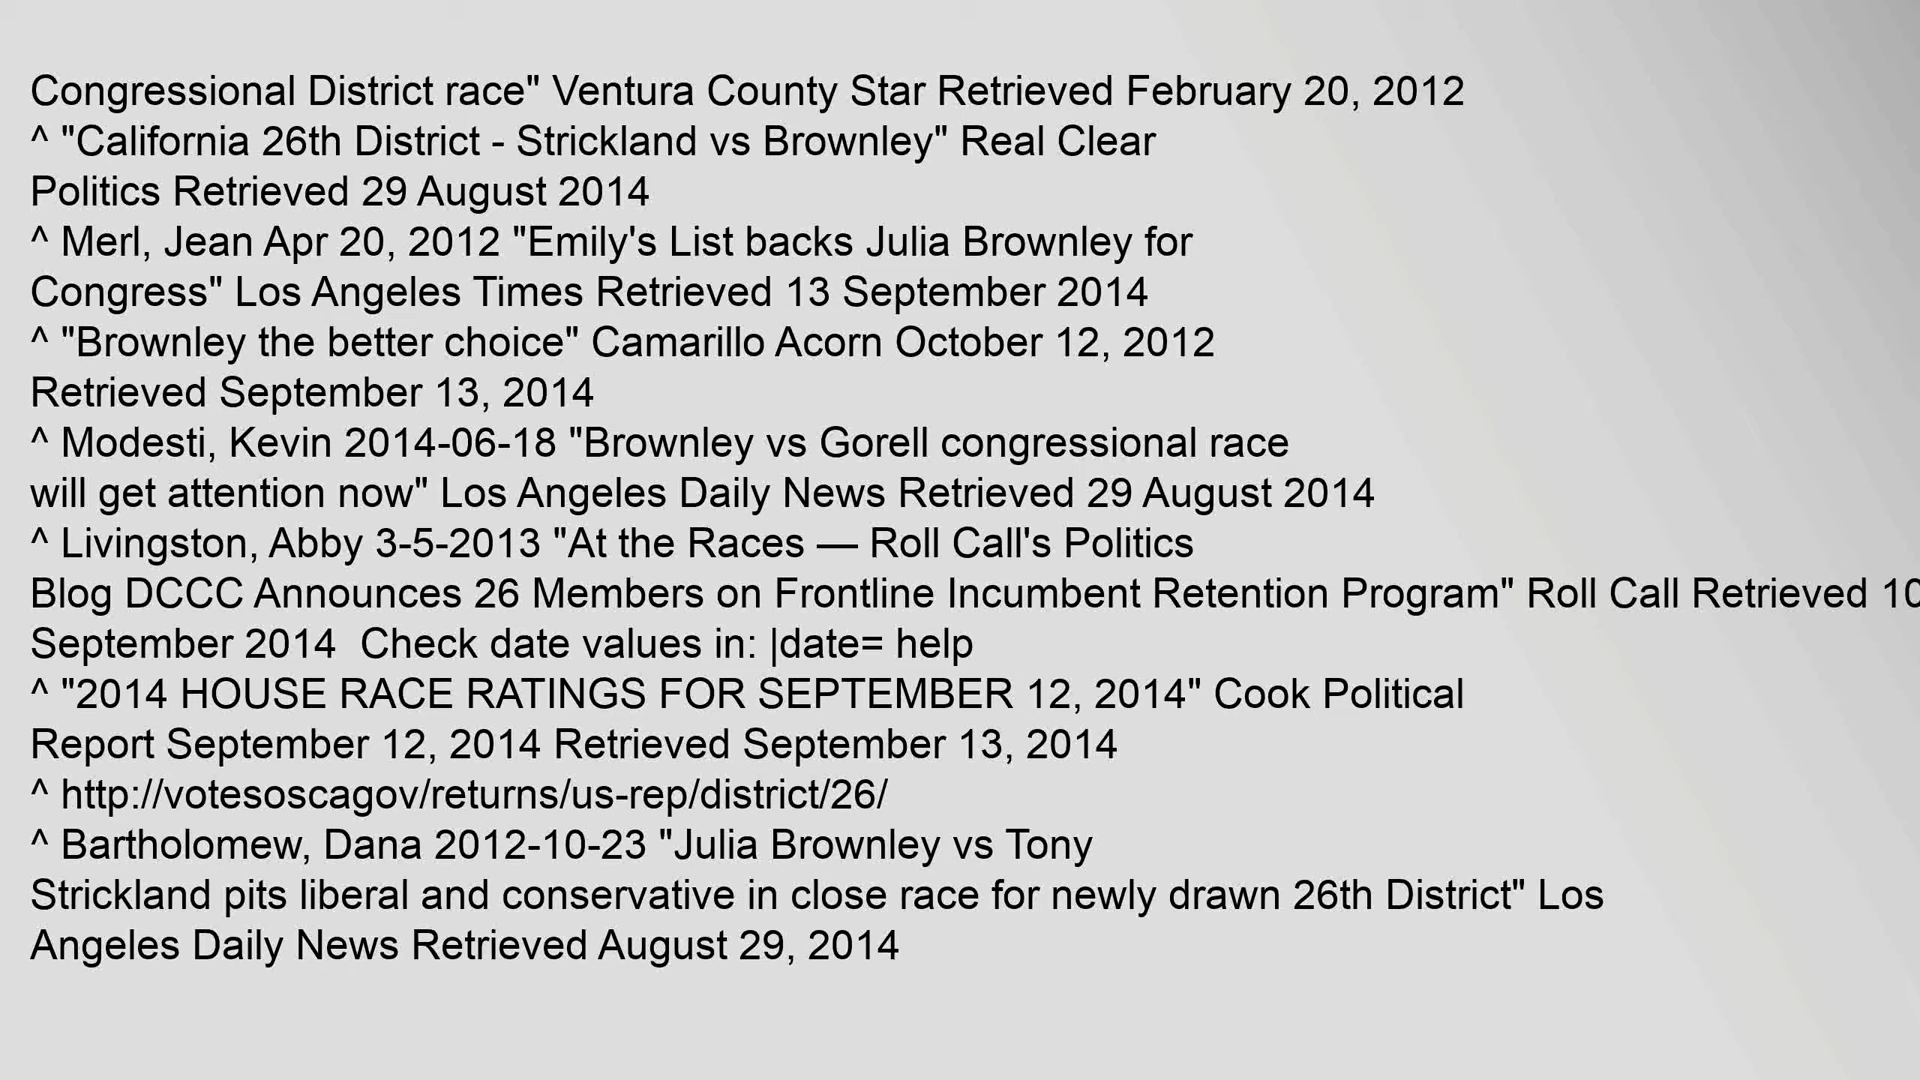 Congressional District race" Ventura County Star Retrieved February 20, 2012
^ "California 26th District - Strickland vs Brownley" Real Clear
Politics Retrieved 29 August 2014
^ Merl, Jean Apr 20, 2012 "Emily's List backs Julia Brownley for
Congress" Los Angeles Times Retrieved 13 September 2014
^ "Brownley the better choice" Camarillo Acorn October 12, 2012
Retrieved September 13, 2014
^ Modesti, Kevin 2014-06-18 "Brownley vs Gorell congressional race
will get attention now" Los Angeles Daily News Retrieved 29 August 2014
^ Livingston, Abby 3-5-2013 "At the Races — Roll Call's Politics
Blog DCCC Announces 26 Members on Frontline Incumbent Retention Program" Roll Call Retrieved 10
September 2014  Check date values in: |date= help
^ "2014 HOUSE RACE RATINGS FOR SEPTEMBER 12, 2014" Cook Political
Report September 12, 2014 Retrieved September 13, 2014
^ http://votesoscagov/returns/us-rep/district/26/
^ Bartholomew, Dana 2012-10-23 "Julia Brownley vs Tony
Strickland pits liberal and conservative in close race for newly drawn 26th District" Los
Angeles Daily News Retrieved August 29, 2014